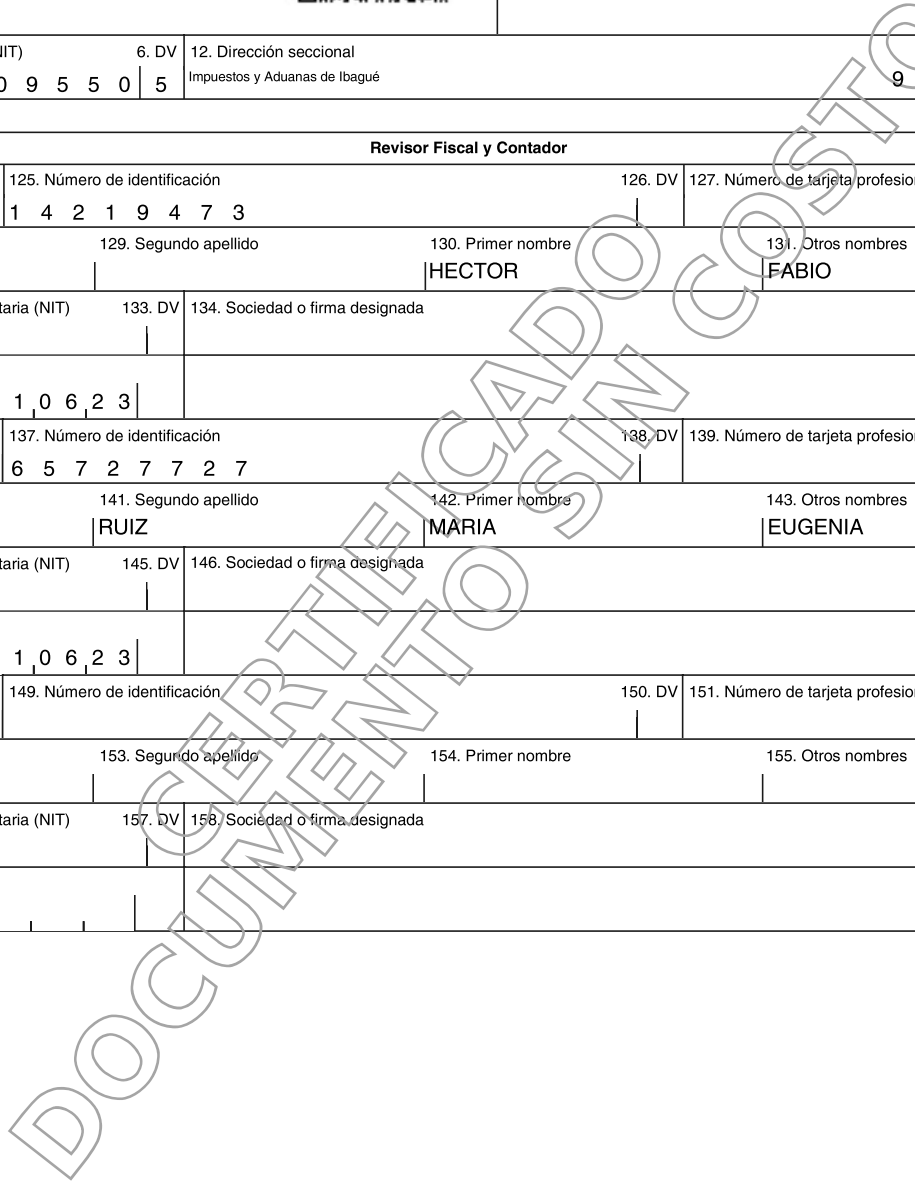 NIT) 6. DV 12. Dirección seccional
0 9 5 5 0 5 Impuestos y Aduanas de Ibagué 9
Revisor Fiscal y Contador
125. Número de identificación 126. DV 127. Número de tarjeta profesio
1 4 2 1 9 4 7 3
129. Segundo apellido 130. Primer nombre 131. Otros nombres
HECTOR FABIO
taria (NIT) 133. DV 134. Sociedad o firma designada
1 0 6 2 3
137. Número de identificación 138. DV 139. Número de tarjeta profesio
6 5 7 2 7 7 2 7
141. Segundo apellido 142. Primer nombre 143. Otros nombres
RUIZ MARIA EUGENIA
taria (NIT) 145. DV 146. Sociedad o firma designada
1 0 6 2 3
149. Número de identificación 150. DV 151. Número de tarjeta profesio
153. Segundo apellido 154. Primer nombre 155. Otros nombres
taria (NIT) 157. DV 158. Sociedad o firma designada
CERTIFICADO
DOCUMENTO SIN COSTO